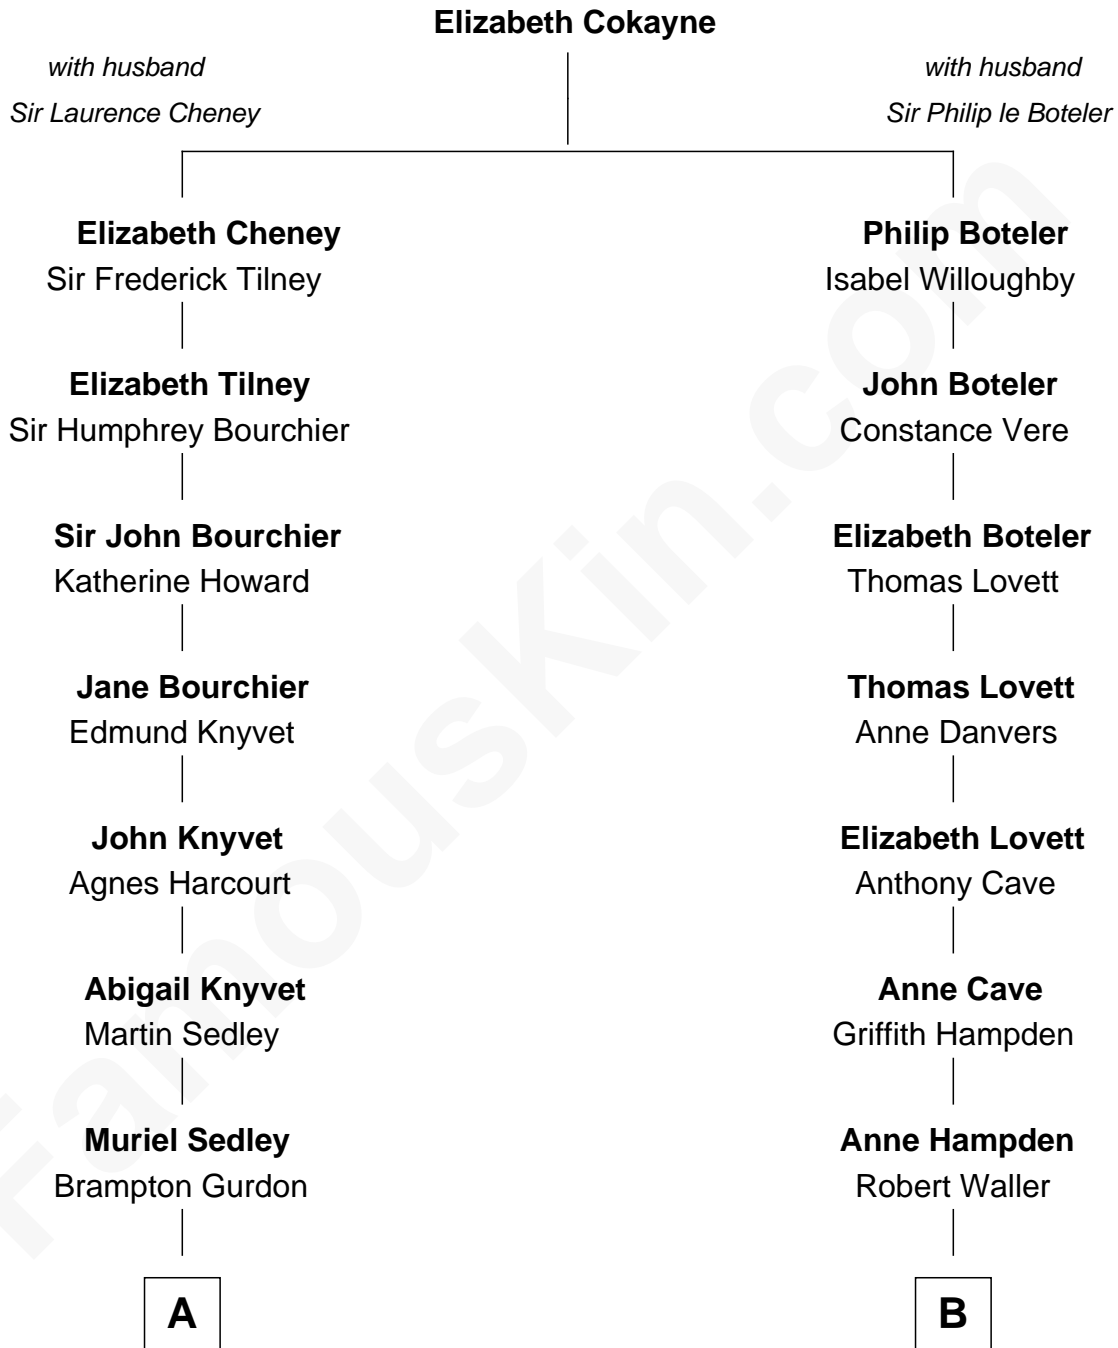 Elizabeth Cokayne
with husband
Sir Laurence Cheney
with husband
Sir Philip le Boteler
Elizabeth Cheney
Sir Frederick Tilney
Elizabeth Tilney
Sir Humphrey Bourchier
Sir John Bourchier
Katherine Howard
Jane Bourchier
Edmund Knyvet
John Knyvet
Agnes Harcourt
Abigail Knyvet
Martin Sedley
Muriel Sedley
Brampton Gurdon
A
Philip Boteler
Isabel Willoughby
John Boteler
Constance Vere
Elizabeth Boteler
Thomas Lovett
Thomas Lovett
Anne Danvers
Elizabeth Lovett
Anthony Cave
Anne Cave
Griffith Hampden
Anne Hampden
Robert Waller
B
FamousKin.com